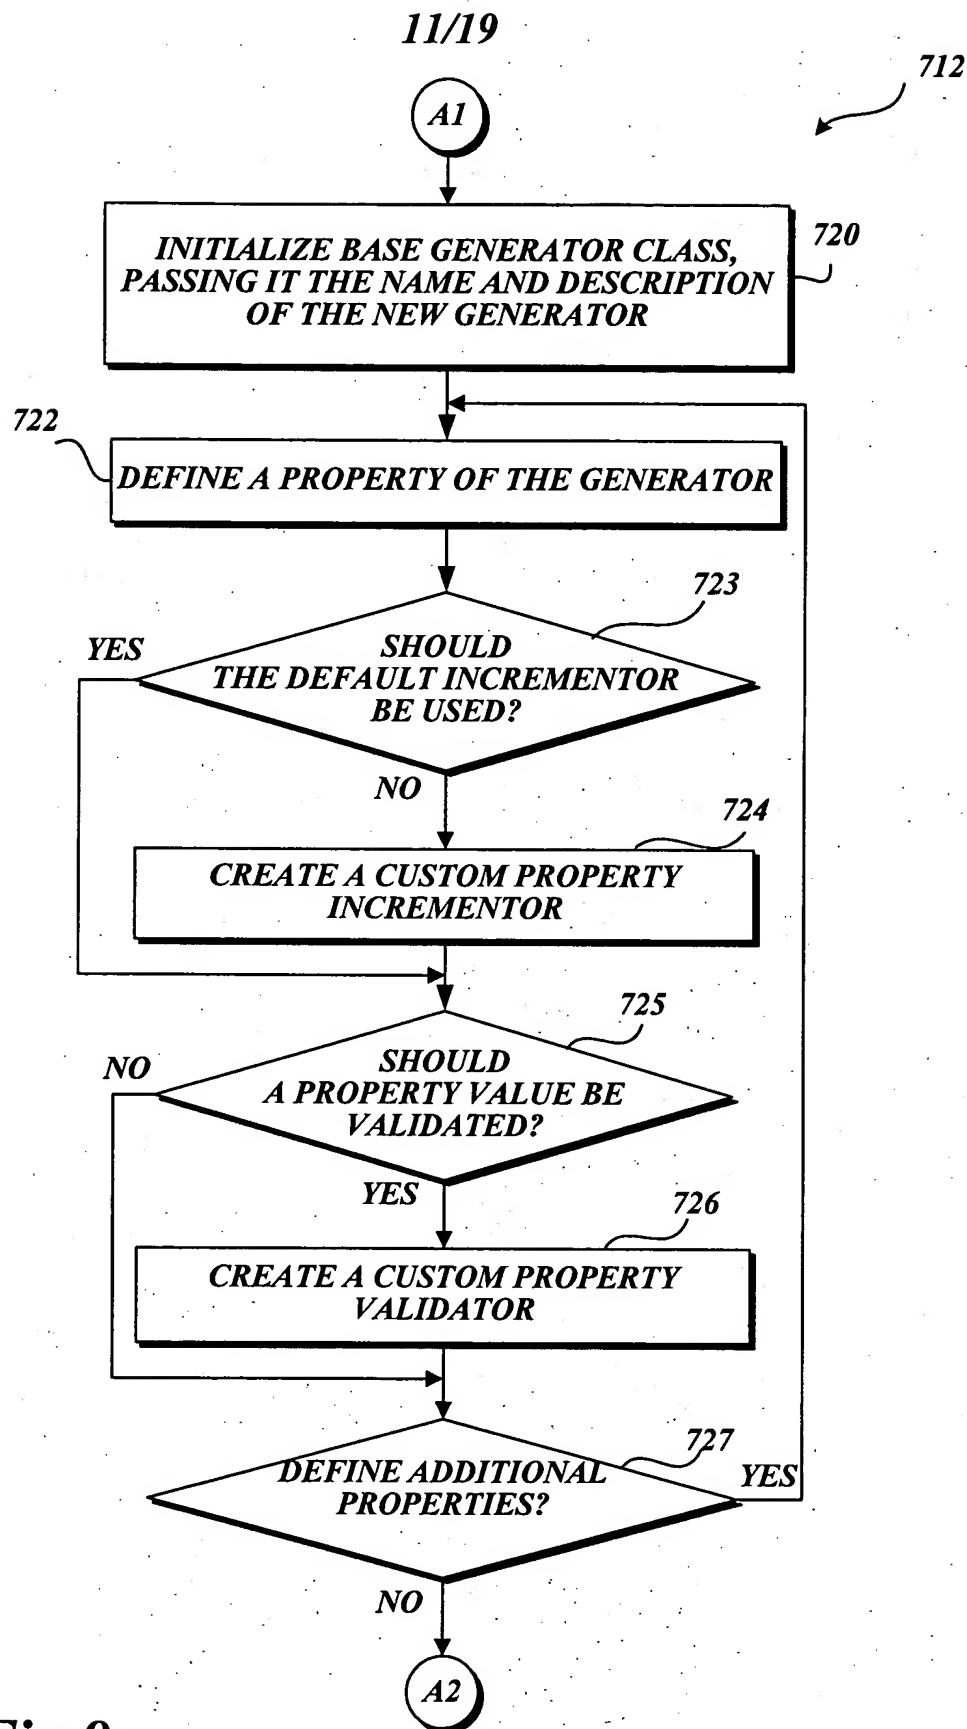 11/19
712
A1
INITIALIZE BASE GENERATOR CLASS,
PASSING IT THE NAME AND DESCRIPTION
OF THE NEW GENERATOR
720
722
DEFINE A PROPERTY OF THE GENERATOR
723
YES
SHOULD
THE DEFAULT INCREMENTOR
BE USED?
NO
724
CREATE A CUSTOM PROPERTY
INCREMENTOR
725
NO
SHOULD
A PROPERTY VALUE BE
VALIDATED?
YES
726
CREATE A CUSTOM PROPERTY
VALIDATOR
727
DEFINE ADDITIONAL
PROPERTIES?
YES
NO
A2